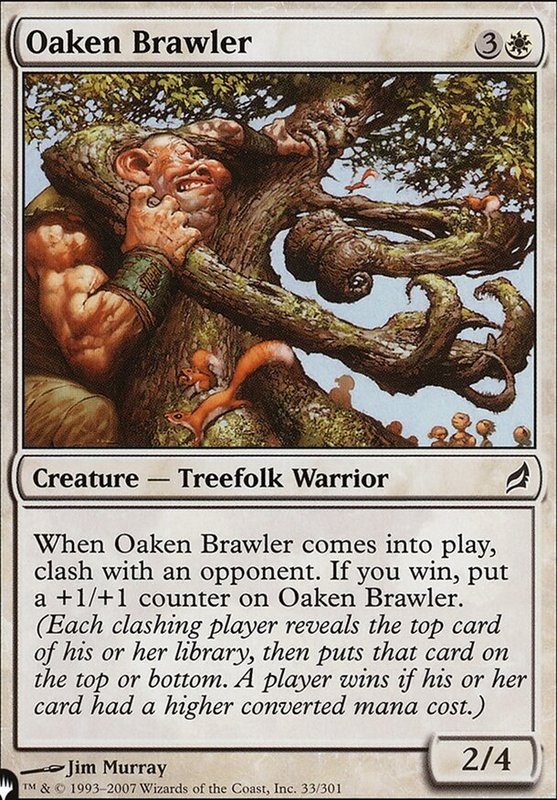 Oaken Brawler 3
Creature — Treefolk Warrior
When Oaken Brawler comes into play,
clash with an opponent. If you win, put
a +1/+1 counter on Oaken Brawler.
(Each clashing player reveals the top card
of his or her library, then puts that card on
the top or bottom. A player wins if his or her
card had a higher converted mana cost.)
2/4
Jim Murray
™ & © 1993–2007 Wizards of the Coast, Inc. 33/301